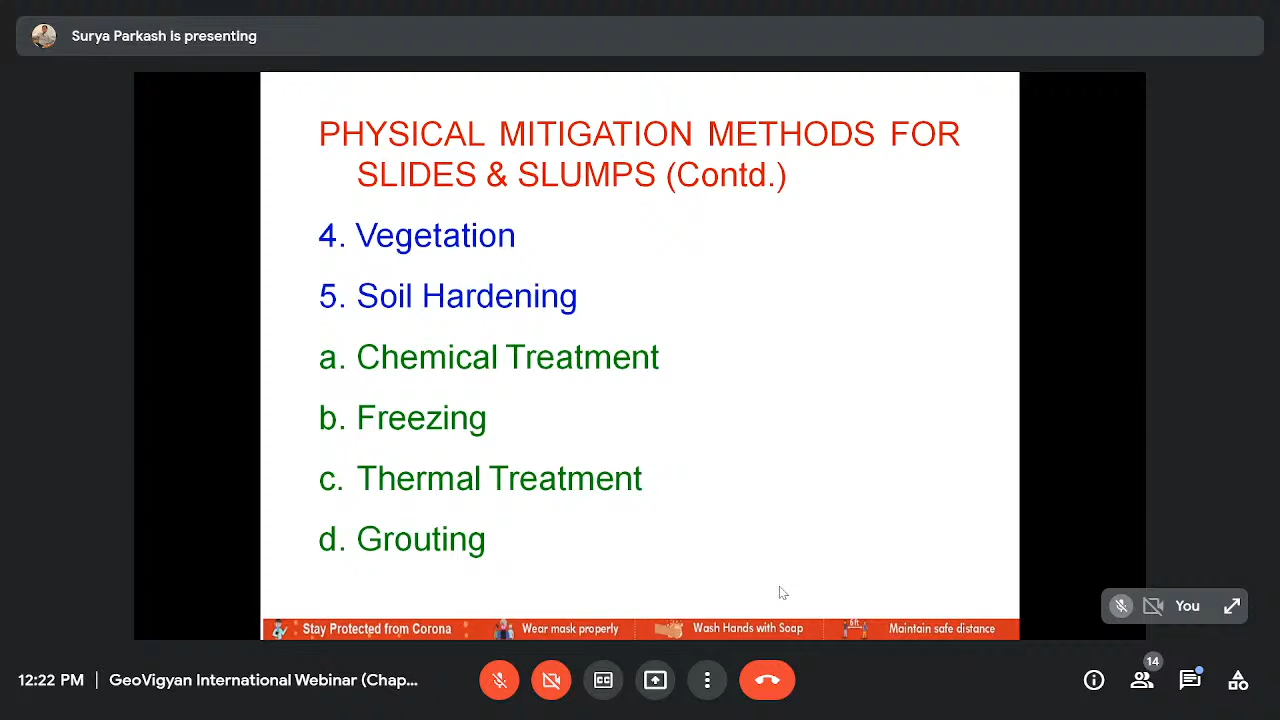 Surya Parkash is presenting
PHYSICAL MITIGATION METHODS FOR
SLIDES & SLUMPS (Contd.)
4. Vegetation
5. Soil Hardening
a. Chemical Treatment
b. Freezing
c. Thermal Treatment
d. Grouting
Stay Protected from Corona
Wear mask properly
Wash Hands with Soap
6ft
Maintain safe distance
You
12:22 PM | GeoVigyan International Webinar (Chap...
14